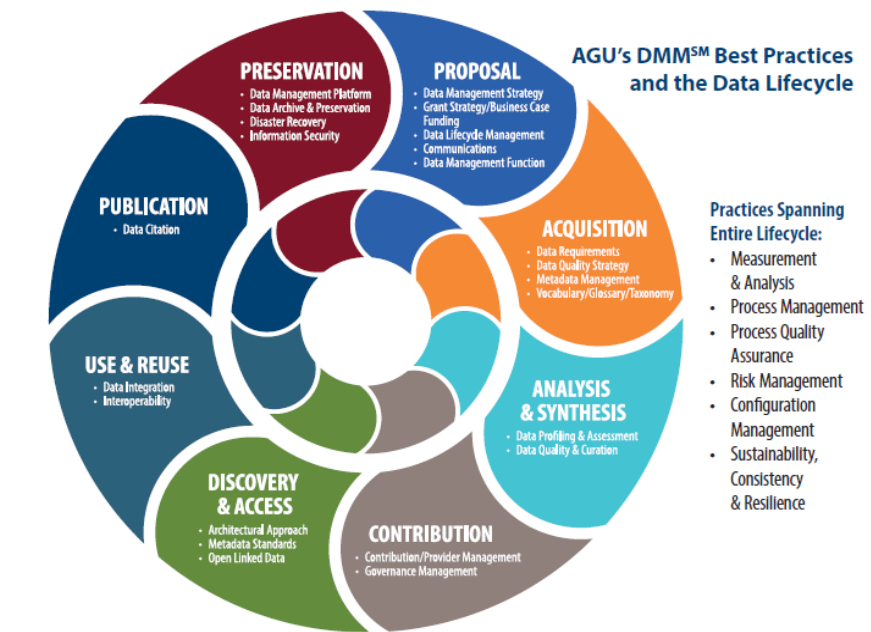 AGU's DMM℠ Best Practices
and the Data Lifecycle
PRESERVATION
• Data Management Platform
• Data Archive & Preservation
• Disaster Recovery
• Information Security
PROPOSAL
• Data Management Strategy
• Grant Strategy/Business Case
Funding
• Data Lifecycle Management
• Communications
• Data Management Function
ACQUISITION
• Data Requirements
• Data Quality Strategy
• Metadata Management
• Vocabulary/Glossary/Taxonomy
ANALYSIS
& SYNTHESIS
• Data Profiling & Assessment
• Data Quality & Curation
CONTRIBUTION
• Contribution/Provider Management
• Governance Management
DISCOVERY
& ACCESS
• Architectural Approach
• Metadata Standards
• Open Linked Data
USE & REUSE
• Data Integration
• Interoperability
PUBLICATION
• Data Citation
Practices Spanning
Entire Lifecycle:
• Measurement
& Analysis
• Process Management
• Process Quality
Assurance
• Risk Management
• Configuration
Management
• Sustainability,
Consistency
& Resilience